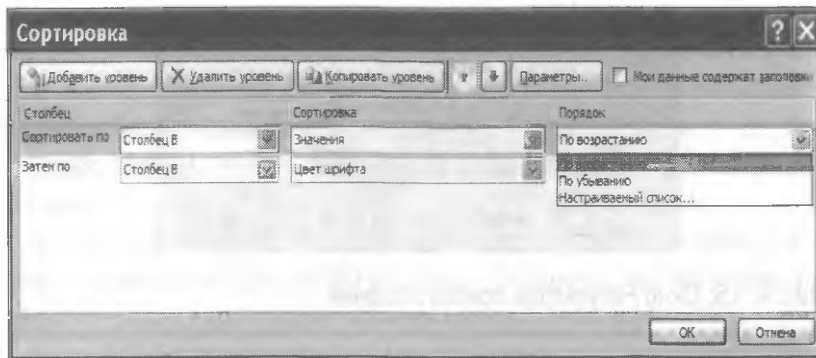 Сортировка
Добавить уровень Удалить уровень Копировать уровень Параметры... Мои данные содержат заголовки
Столбец Сортировка Порядок
Сортировать по Столбец B Значения По возрастанию
Затем по Столбец B Цвет шрифта
По убыванию
Настраиваемый список...
OK Отмена